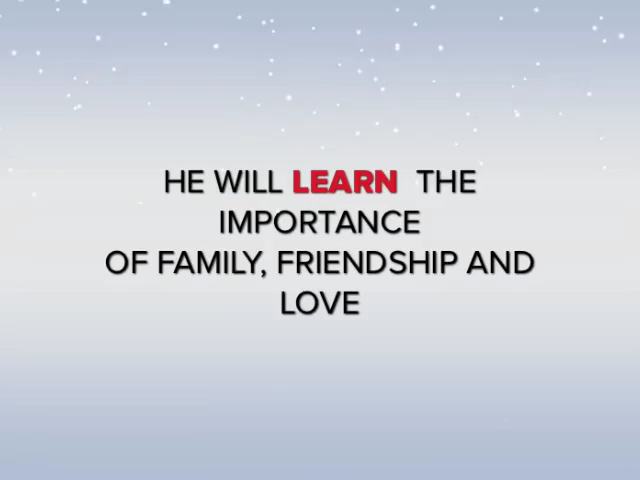 HE WILL LEARN THE
IMPORTANCE
OF FAMILY, FRIENDSHIP AND
LOVE